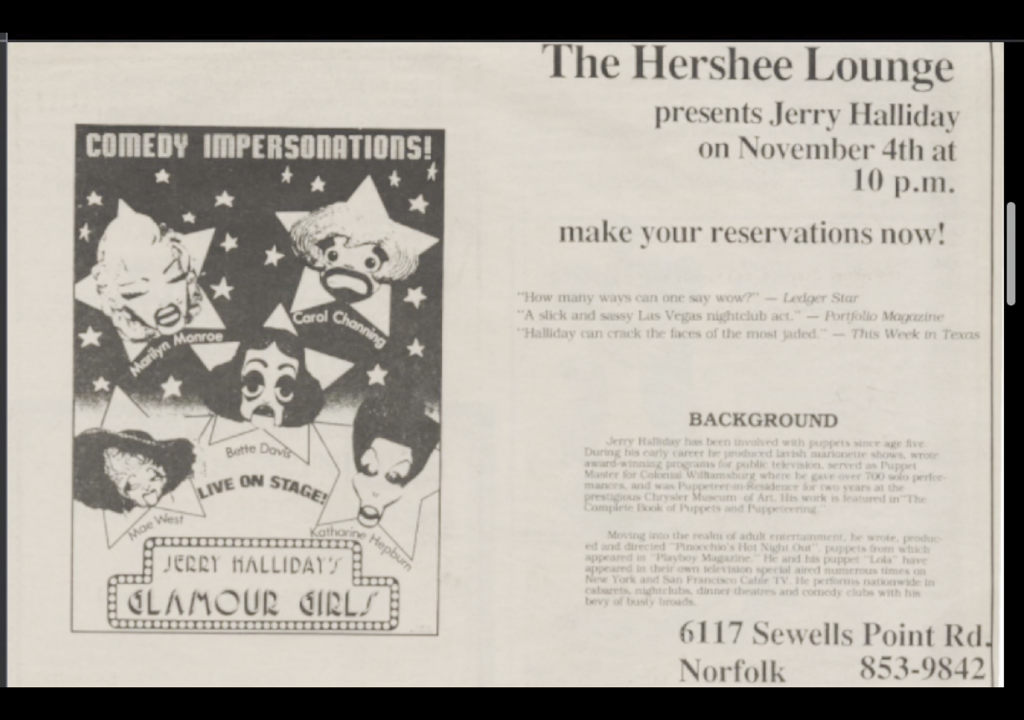 COMEDY IMPERSONATIONS!
Marilyn Monroe
Carol Channing
Bette Davis
LIVE ON STAGE!
Mae West
Katharine Hepburn
JERRY HALLIDAY'S
GLAMOUR GIRLS
The Hershee Lounge
presents Jerry Halliday
on November 4th at
10 p.m.
make your reservations now!
"How many ways can one say wow?" — Ledger Star
"A slick and sassy Las Vegas nightclub act." — Portfolio Magazine
"Halliday can crack the faces of the most jaded." — This Week in Texas
BACKGROUND
Jerry Halliday has been involved with puppets since age five.
During his early career he produced lavish marionette shows, wrote
award-winning programs for public television, served as Puppet
Master for Colonial Williamsburg where he gave over 700 solo perfor-
mances, and was Puppeteer-in-Residence for two years at the
prestigious Chrysler Museum of Art. His work is featured in "The
Complete Book of Puppets and Puppeteering."
Moving into the realm of adult entertainment, he wrote, produc-
ed and directed "Pinocchio's Hot Night Out", puppets from which
appeared in "Playboy Magazine." He and his puppet "Lola" have
appeared in their own television special aired numerous times on
New York and San Francisco Cable TV. He performs nationwide in
cabarets, nightclubs, dinner theatres and comedy clubs with his
bevy of busty broads.
6117 Sewells Point Rd.
Norfolk 853-9842